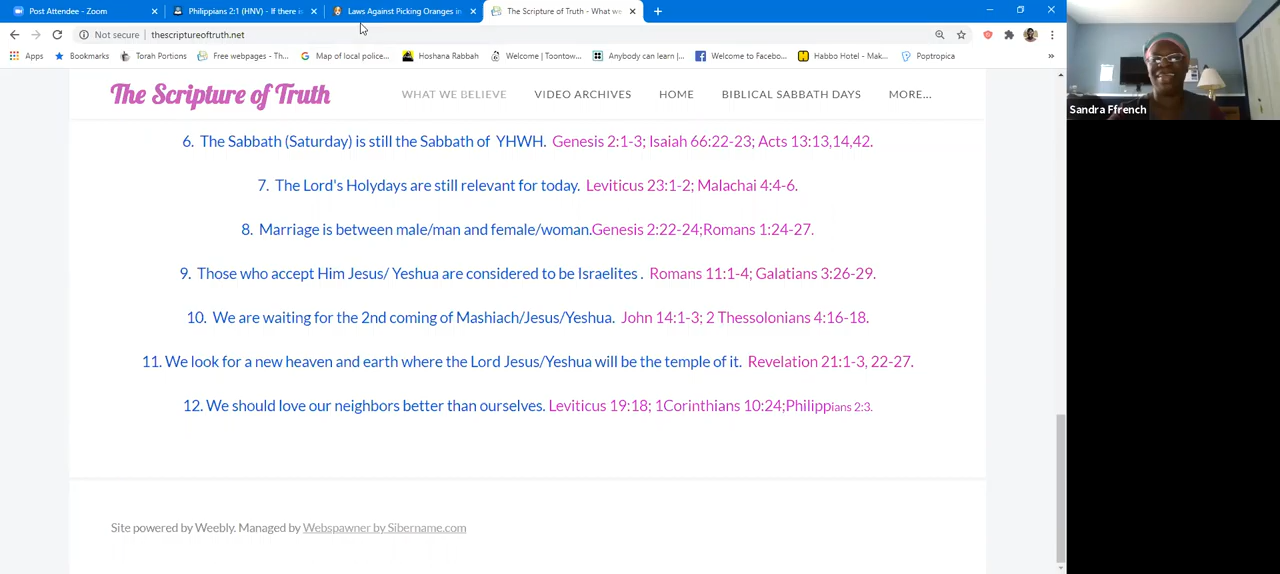 Post Attendee - Zoom
Philippians 2:1 (HNV) - If there is
Laws Against Picking Oranges in
The Scripture of Truth - What we
Not secure | thescriptureoftruth.net
Apps
Bookmarks
Torah Portions
Free webpages - Th...
Map of local police...
Hoshana Rabbah
Welcome to Toontow...
Anybody can learn |...
Welcome to Facebo...
Habbo Hotel - Mak...
Poptropica
»
The Scripture of Truth
WHAT WE BELIEVE
VIDEO ARCHIVES
HOME
BIBLICAL SABBATH DAYS
MORE...
Sandra Ffrench
6. The Sabbath (Saturday) is still the Sabbath of YHWH. Genesis 2:1-3; Isaiah 66:22-23; Acts 13:13,14,42.
7. The Lord's Holydays are still relevant for today. Leviticus 23:1-2; Malachai 4:4-6.
8. Marriage is between male/man and female/woman.Genesis 2:22-24;Romans 1:24-27.
9. Those who accept Him Jesus/ Yeshua are considered to be Israelites . Romans 11:1-4; Galatians 3:26-29.
10. We are waiting for the 2nd coming of Mashiach/Jesus/Yeshua. John 14:1-3; 2 Thessolonians 4:16-18.
11. We look for a new heaven and earth where the Lord Jesus/Yeshua will be the temple of it. Revelation 21:1-3, 22-27.
12. We should love our neighbors better than ourselves. Leviticus 19:18; 1Corinthians 10:24;Philippians 2:3.
Site powered by Weebly. Managed by Webspawner by Sibername.com